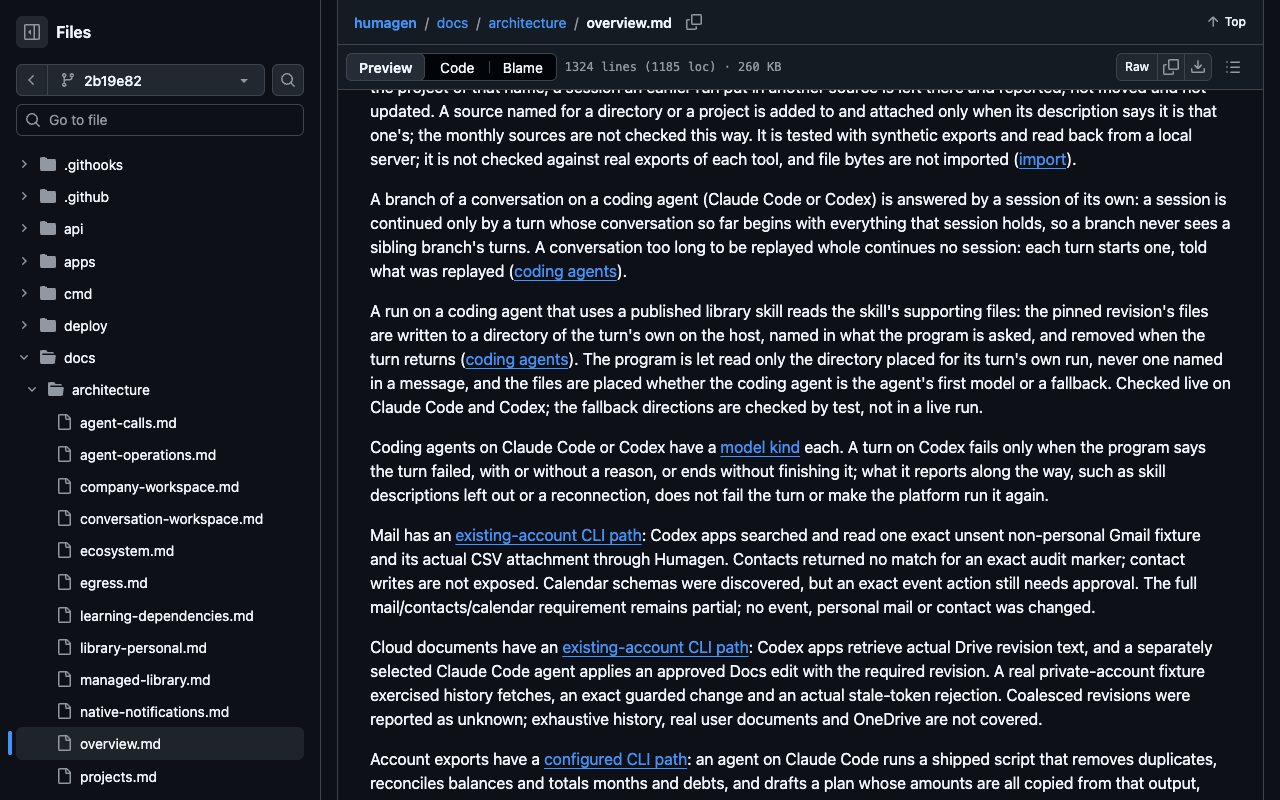 Files
humagen / docs / architecture / overview.md
Top
2b19e82
Preview Code Blame 1324 lines (1185 loc) · 260 KB
Raw
Go to file
.githooks
.github
api
apps
cmd
deploy
docs
architecture
agent-calls.md
agent-operations.md
company-workspace.md
conversation-workspace.md
ecosystem.md
egress.md
learning-dependencies.md
library-personal.md
managed-library.md
native-notifications.md
overview.md
projects.md
the project of that name; a session an earlier run put in another source is left there and reported, not moved and not
updated. A source named for a directory or a project is added to and attached only when its description says it is that
one's; the monthly sources are not checked this way. It is tested with synthetic exports and read back from a local
server; it is not checked against real exports of each tool, and file bytes are not imported (import).
A branch of a conversation on a coding agent (Claude Code or Codex) is answered by a session of its own: a session is
continued only by a turn whose conversation so far begins with everything that session holds, so a branch never sees a
sibling branch's turns. A conversation too long to be replayed whole continues no session: each turn starts one, told
what was replayed (coding agents).
A run on a coding agent that uses a published library skill reads the skill's supporting files: the pinned revision's files
are written to a directory of the turn's own on the host, named in what the program is asked, and removed when the
turn returns (coding agents). The program is let read only the directory placed for its turn's own run, never one named
in a message, and the files are placed whether the coding agent is the agent's first model or a fallback. Checked live on
Claude Code and Codex; the fallback directions are checked by test, not in a live run.
Coding agents on Claude Code or Codex have a model kind each. A turn on Codex fails only when the program says
the turn failed, with or without a reason, or ends without finishing it; what it reports along the way, such as skill
descriptions left out or a reconnection, does not fail the turn or make the platform run it again.
Mail has an existing-account CLI path: Codex apps searched and read one exact unsent non-personal Gmail fixture
and its actual CSV attachment through Humagen. Contacts returned no match for an exact audit marker; contact
writes are not exposed. Calendar schemas were discovered, but an exact event action still needs approval. The full
mail/contacts/calendar requirement remains partial; no event, personal mail or contact was changed.
Cloud documents have an existing-account CLI path: Codex apps retrieve actual Drive revision text, and a separately
selected Claude Code agent applies an approved Docs edit with the required revision. A real private-account fixture
exercised history fetches, an exact guarded change and an actual stale-token rejection. Coalesced revisions were
reported as unknown; exhaustive history, real user documents and OneDrive are not covered.
Account exports have a configured CLI path: an agent on Claude Code runs a shipped script that removes duplicates,
reconciles balances and totals months and debts, and drafts a plan whose amounts are all copied from that output,